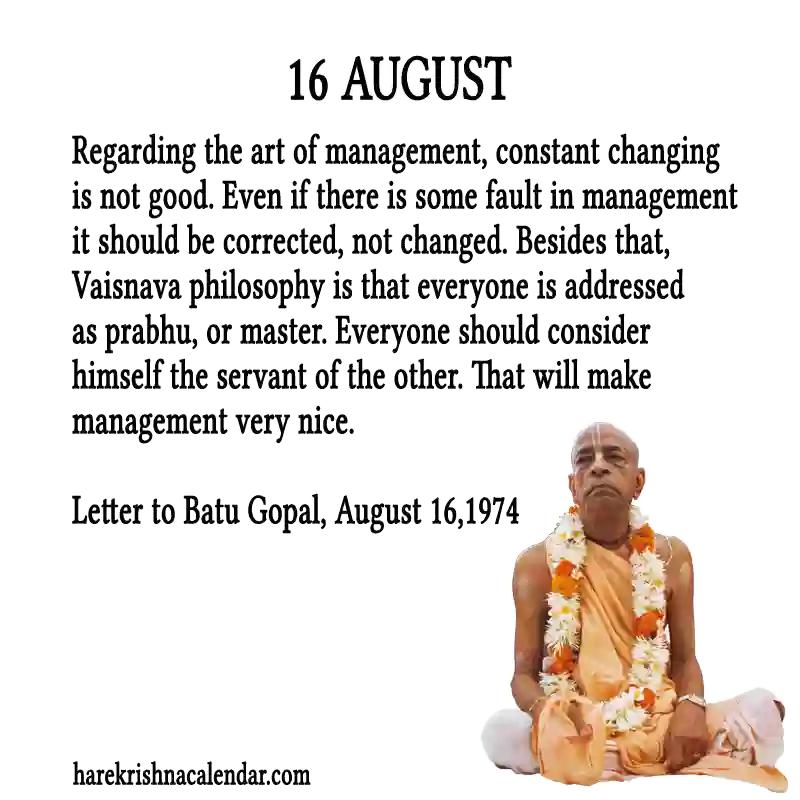 16 AUGUST
Regarding the art of management, constant changing
is not good. Even if there is some fault in management
it should be corrected, not changed. Besides that,
Vaisnava philosophy is that everyone is addressed
as prabhu, or master. Everyone should consider
himself the servant of the other. That will make
management very nice.
Letter to Batu Gopal, August 16,1974
harekrishnacalendar.com